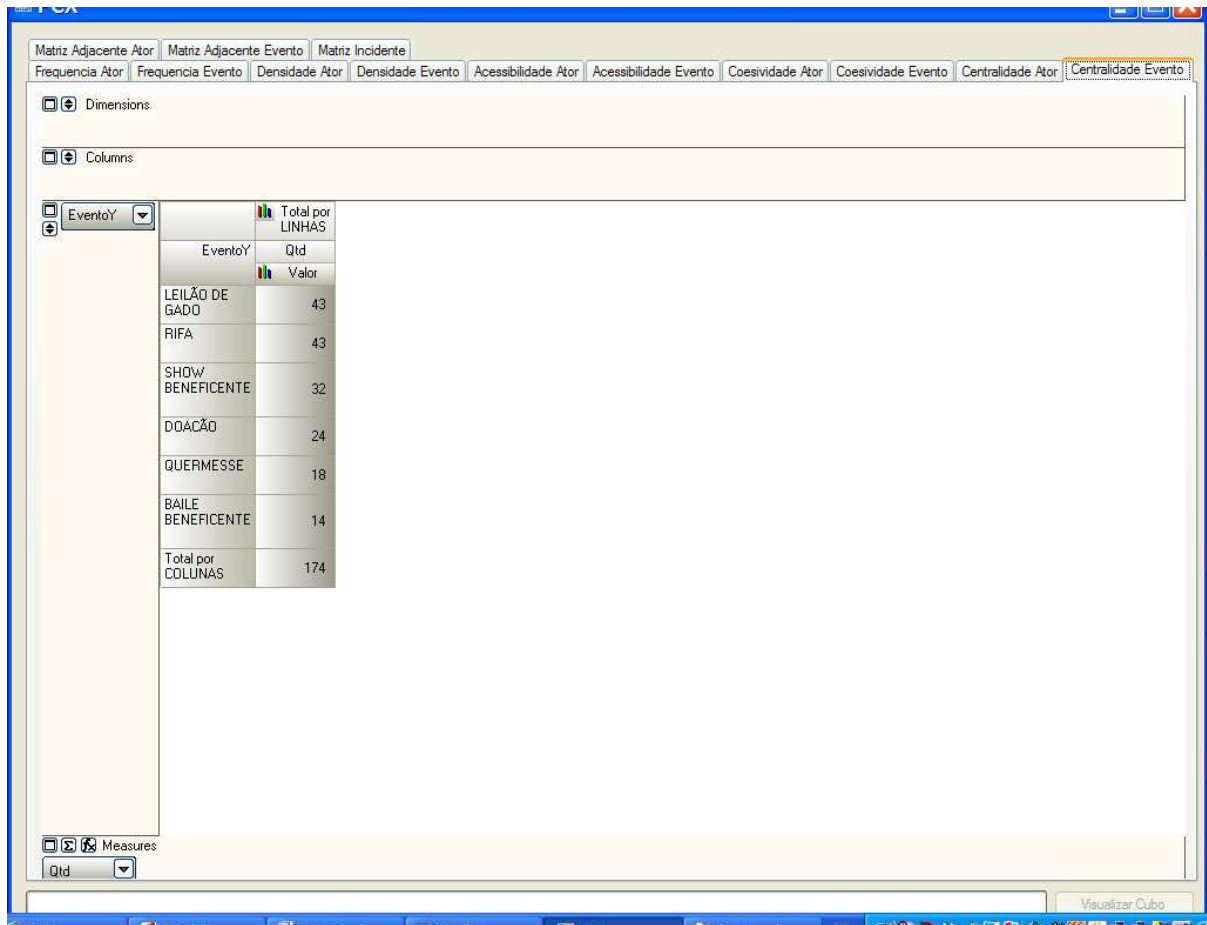 Matriz Adjacente Ator Matriz Adjacente Evento Matriz Incidente
Frequencia Ator Frequencia Evento Densidade Ator Densidade Evento Acessibilidade Ator Acessibilidade Evento Coesividade Ator Coesividade Evento Centralidade Ator Centralidade Evento
Dimensions
Columns
EventoY
Total por
LINHAS
EventoY Qtd
Valor
LEILÃO DE
GADO 43
RIFA 43
SHOW
BENEFICENTE 32
DOACÃO 24
QUERMESSE 18
BAILE
BENEFICENTE 14
Total por
COLUNAS 174
Measures
Qtd
Visualizar Cubo